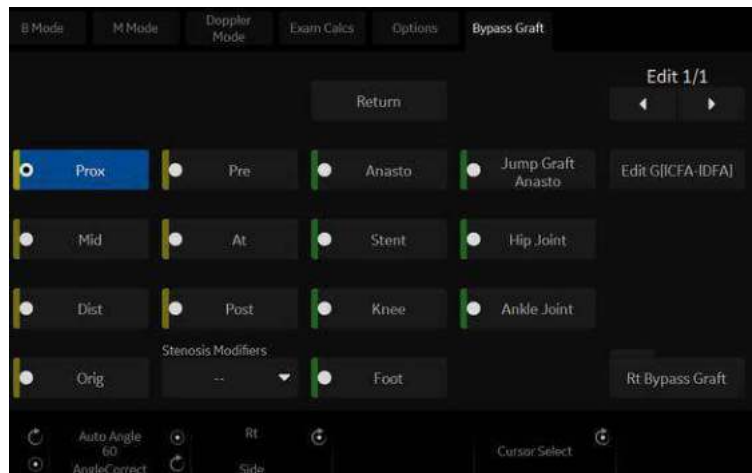 B Mode
M Mode
Doppler
Mode
Exam Calcs
Options
Bypass Graft
Edit 1/1
Return
Prox
Pre
Anasto
Jump Graft
Anasto
Edit G[lCFA-lDFA]
Mid
At
Stent
Hip Joint
Dist
Post
Knee
Ankle Joint
Stenosis Modifiers
Orig
--
Foot
Rt Bypass Graft
Auto Angle
60
AngleCorrect
Rt
Side
Cursor Select